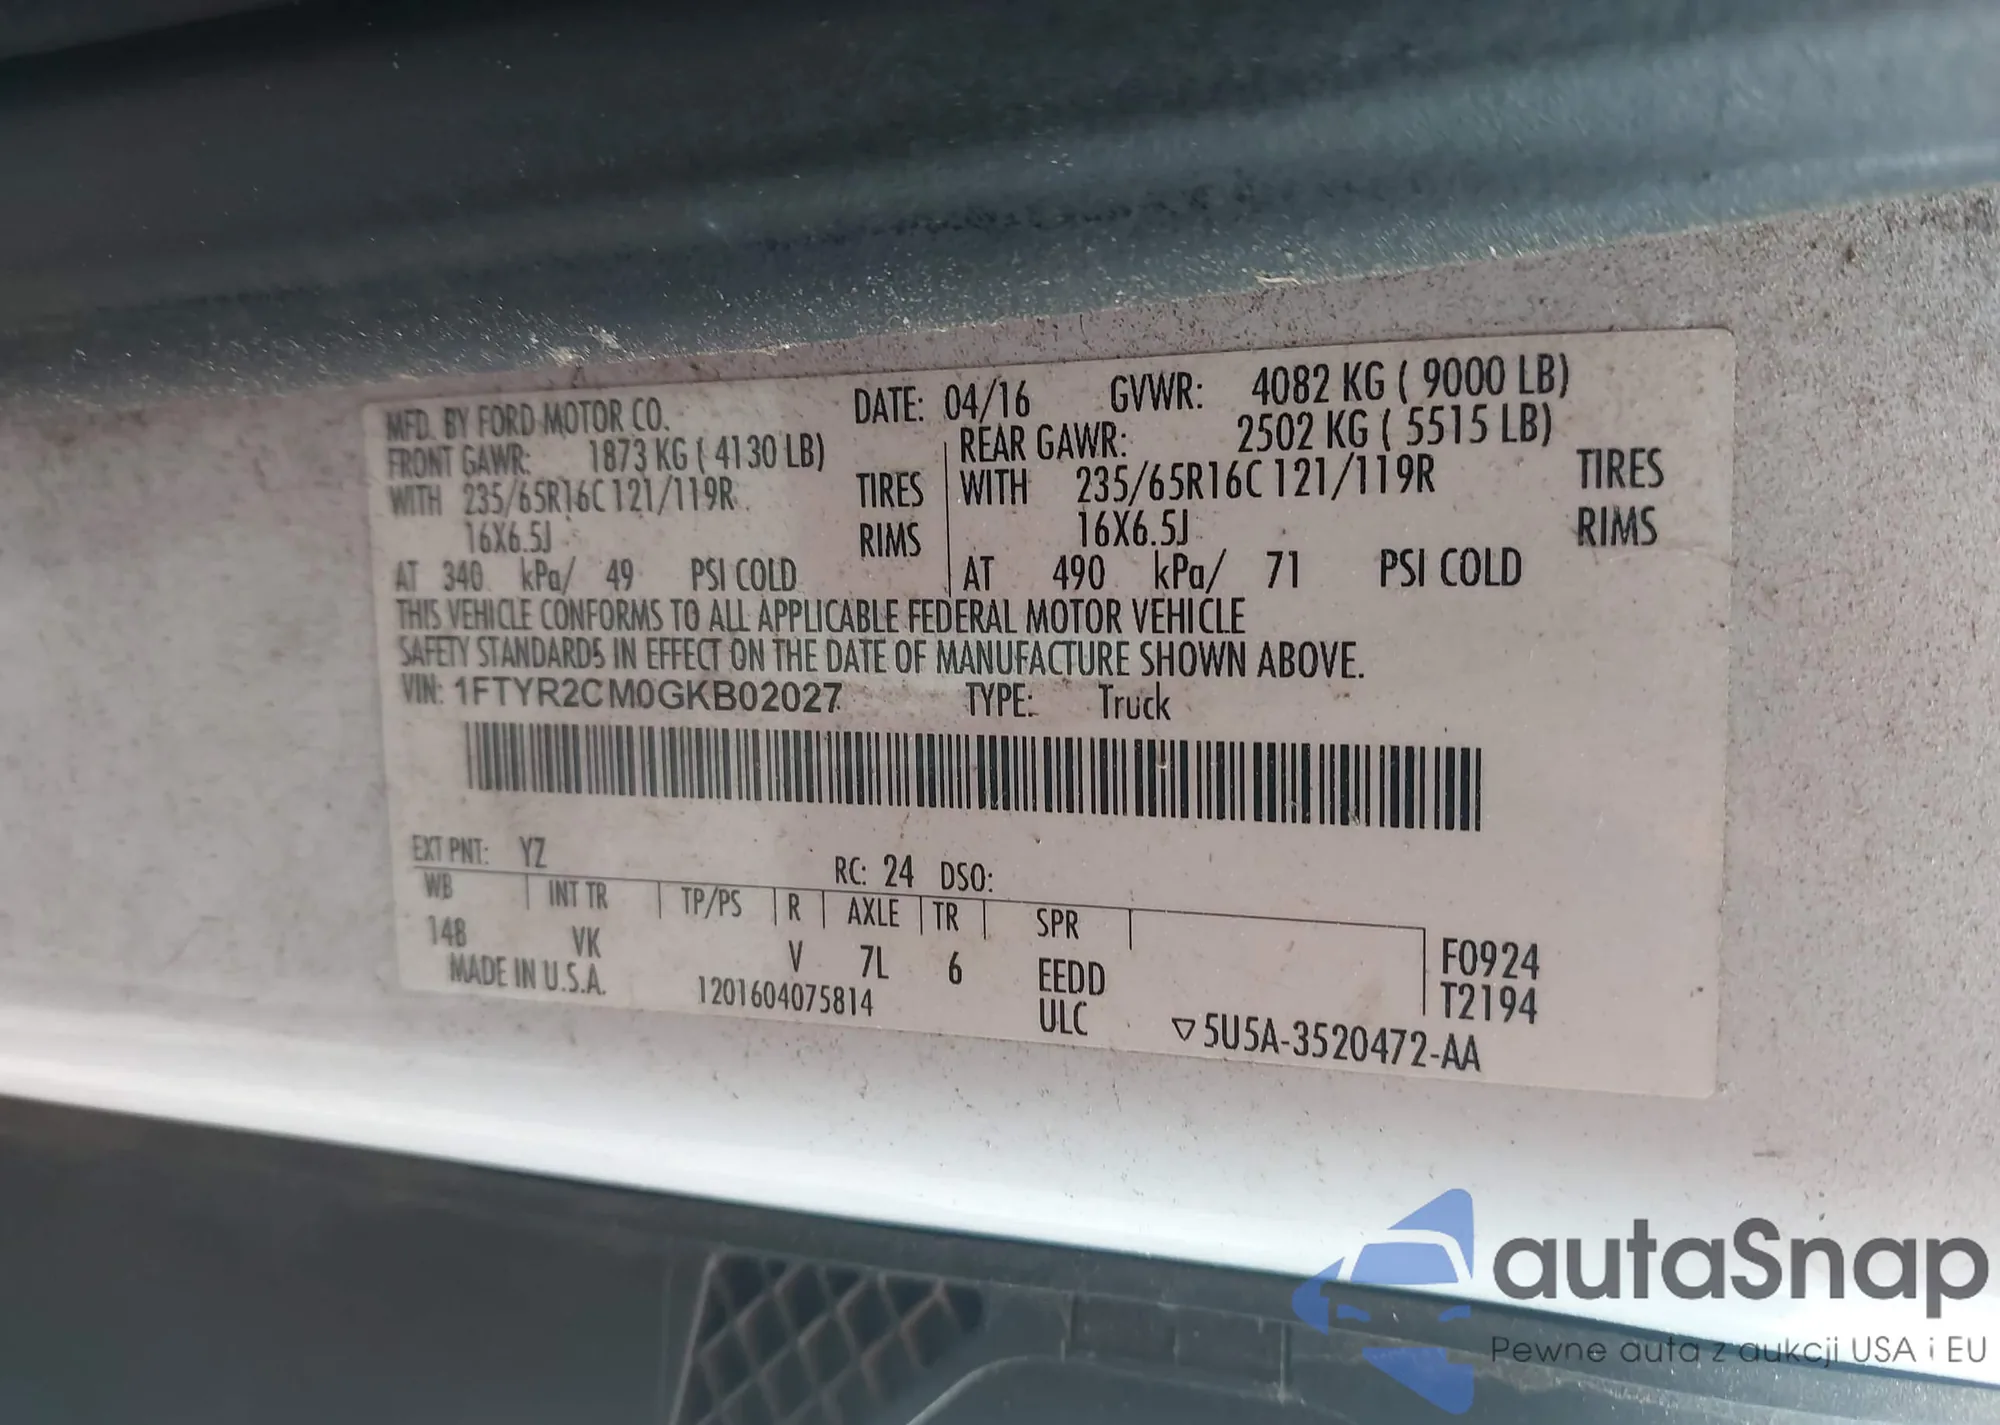 MFD. BY FORD MOTOR CO. DATE: 04/16 GVWR: 4082 KG ( 9000 LB)
FRONT GAWR: 1873 KG ( 4130 LB) REAR GAWR: 2502 KG ( 5515 LB)
WITH 235/65R16C 121/119R TIRES WITH 235/65R16C 121/119R TIRES
16X6.5J RIMS 16X6.5J RIMS
AT 340 kPa/ 49 PSI COLD AT 490 kPa/ 71 PSI COLD
THIS VEHICLE CONFORMS TO ALL APPLICABLE FEDERAL MOTOR VEHICLE
SAFETY STANDARDS IN EFFECT ON THE DATE OF MANUFACTURE SHOWN ABOVE.
VIN: 1FTYR2CM0GKB02027 TYPE: Truck
EXT PNT: YZ RC: 24 DSO:
WB INT TR TP/PS R AXLE TR SPR
148 VK V 7L 6 EEDD F0924
MADE IN U.S.A. 1201604075814 ULC T2194
▽5U5A-3520472-AA
autaSnap
Pewne auta z aukcji USA i EU